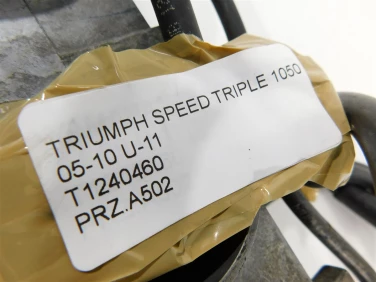 TRIUMPH SPEED TRIPLE 1050
05-10 U-11
T1240460
PRZ.A502